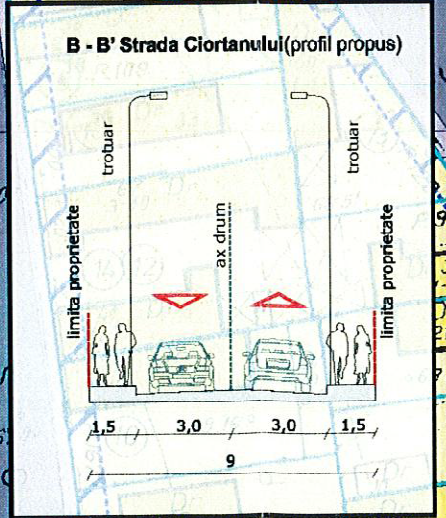 B - B' Strada Ciortanului(profil propus)
trotuar
trotuar
limita proprietate
ax drum
limita proprietate
1,5 3,0 3,0 1,5
9